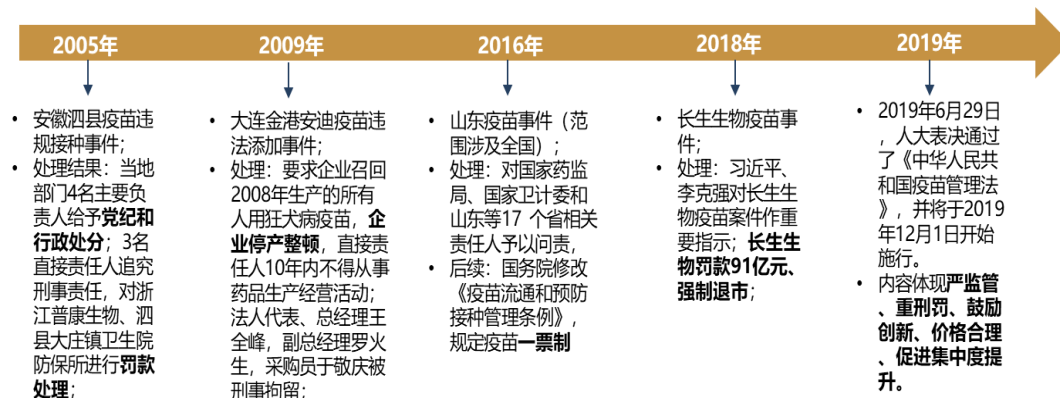 2005年
2009年
2016年
2018年
2019年
• 安徽泗县疫苗违
规接种事件；
• 处理结果：当地
部门4名主要负
责人给予党纪和
行政处分；3名
直接责任人追究
刑事责任，对浙
江普康生物、泗
县大庄镇卫生院
防保所进行罚款
处理；
• 大连金港安迪疫苗违
法添加事件；
• 处理：要求企业召回
2008年生产的所有
人用狂犬病疫苗，企
业停产整顿，直接责
任人10年内不得从事
药品生产经营活动；
法人代表、总经理王
全峰，副总经理罗火
生，采购员于敬庆被
刑事拘留；
• 山东疫苗事件（范
围涉及全国）；
• 处理：对国家药监
局、国家卫计委和
山东等17 个省相关
责任人予以问责，
• 后续：国务院修改
《疫苗流通和预防
接种管理条例》，
规定疫苗一票制
• 长生生物疫苗事
件；
• 处理：习近平、
李克强对长生生
物疫苗案件作重
要指示；长生生
物罚款91亿元、
强制退市；
• 2019年6月29日
，人大表决通过
了《中华人民共
和国疫苗管理法
》，并将于2019
年12月1日开始
施行。
• 内容体现严监管
、重刑罚、鼓励
创新、价格合理
、促进集中度提
升。